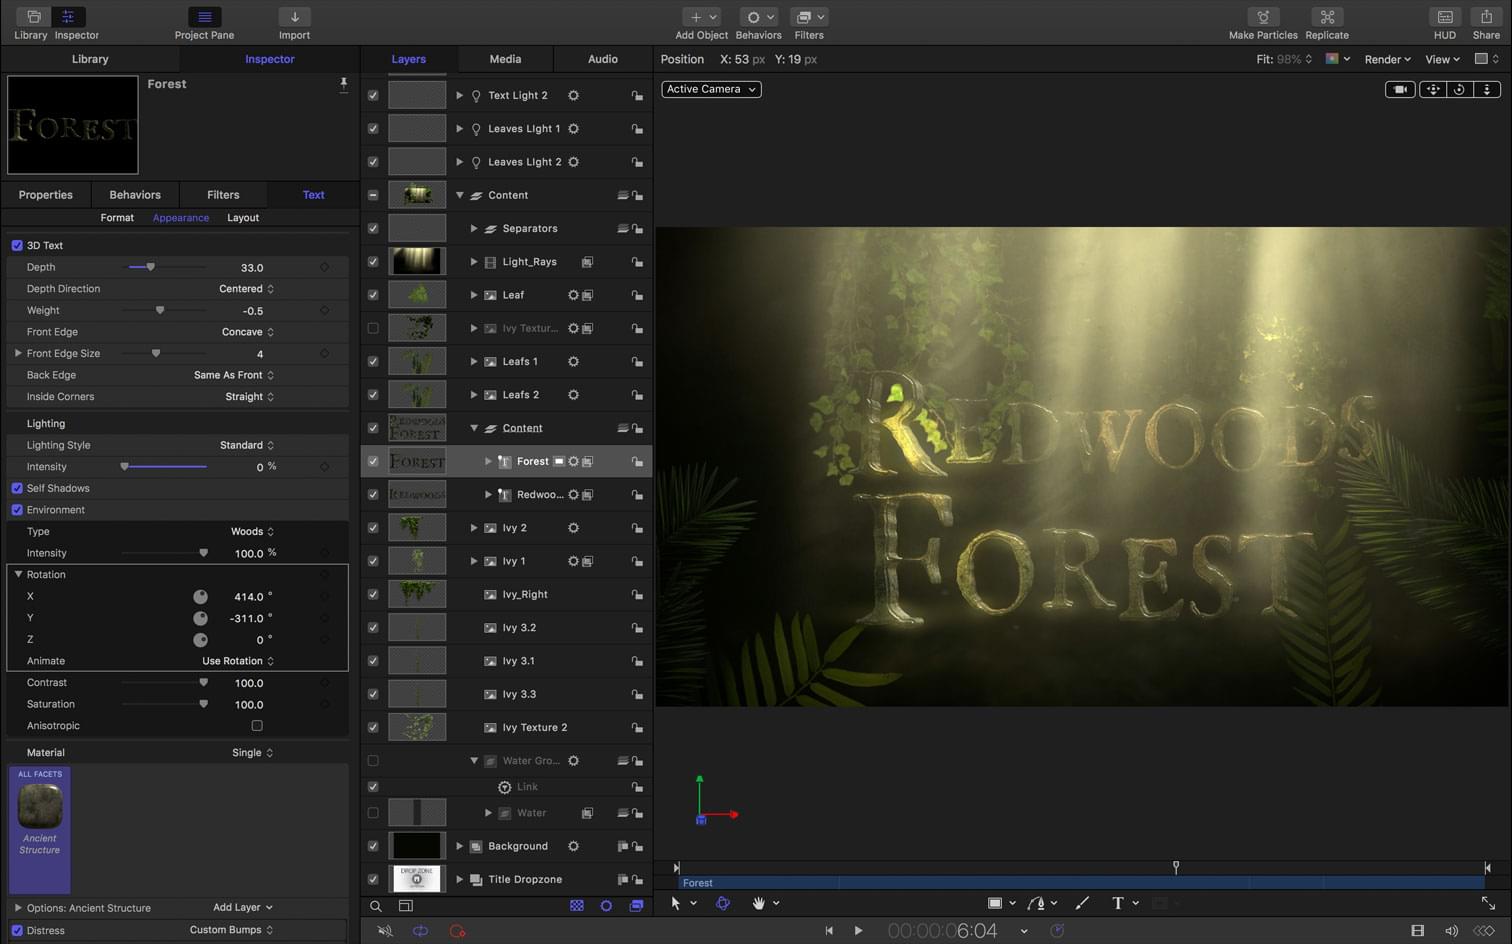 Library
Inspector
Project Pane
Import
Add Object
Behaviors
Filters
Make Particles
Replicate
HUD
Share
Library
Inspector
Layers
Media
Audio
Position X: 53 px Y: 19 px
Fit: 98%
Render
View
FOREST
Forest
Properties
Behaviors
Filters
Text
Format
Appearance
Layout
3D Text
Depth 33.0
Depth Direction Centered
Weight -0.5
Front Edge Concave
Front Edge Size 4
Back Edge Same As Front
Inside Corners Straight
Lighting
Lighting Style Standard
Intensity 0 %
Self Shadows
Environment
Type Woods
Intensity 100.0 %
Rotation
X 414.0 °
Y -311.0 °
Z 0 °
Animate Use Rotation
Contrast 100.0
Saturation 100.0
Anisotropic
Material Single
ALL FACETS
Ancient
Structure
Options: Ancient Structure Add Layer
Distress Custom Bumps
Text Light 2
Leaves LIght 1
Leaves LIght 2
Content
Separators
Light_Rays
Leaf
Ivy Textur...
Leafs 1
Leafs 2
REDWOODS
FOREST
Content
FOREST
Forest
REDWOODS
Redwoo...
Ivy 2
Ivy 1
Ivy_Right
Ivy 3.2
Ivy 3.1
Ivy 3.3
Ivy Texture 2
Water Gro...
Link
Water
Background
DROP ZONE
Title Dropzone
Active Camera
REDWOODS
FOREST
Forest
T
00:00:00:06:04